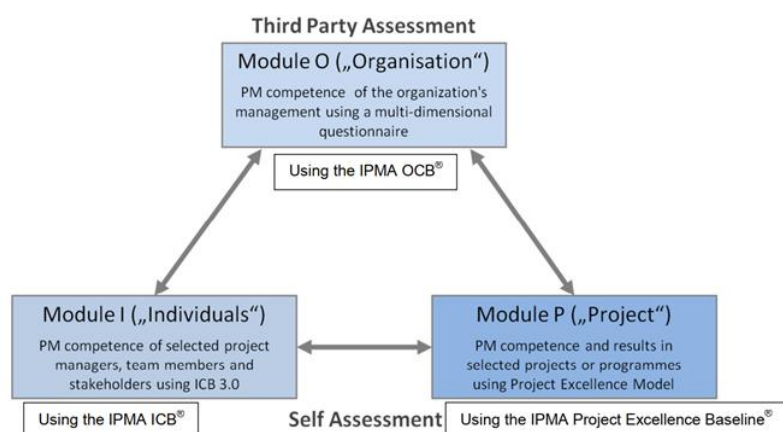 Third Party Assessment
Module O („Organisation“)
PM competence of the organization's
management using a multi-dimensional
questionnaire
Using the IPMA OCB®
Module I („Individuals“)
PM competence of selected project
managers, team members and
stakeholders using ICB 3.0
Using the IPMA ICB®
Module P („Project“)
PM competence and results in
selected projects or programmes
using Project Excellence Model
Self Assessment
Using the IPMA Project Excellence Baseline®